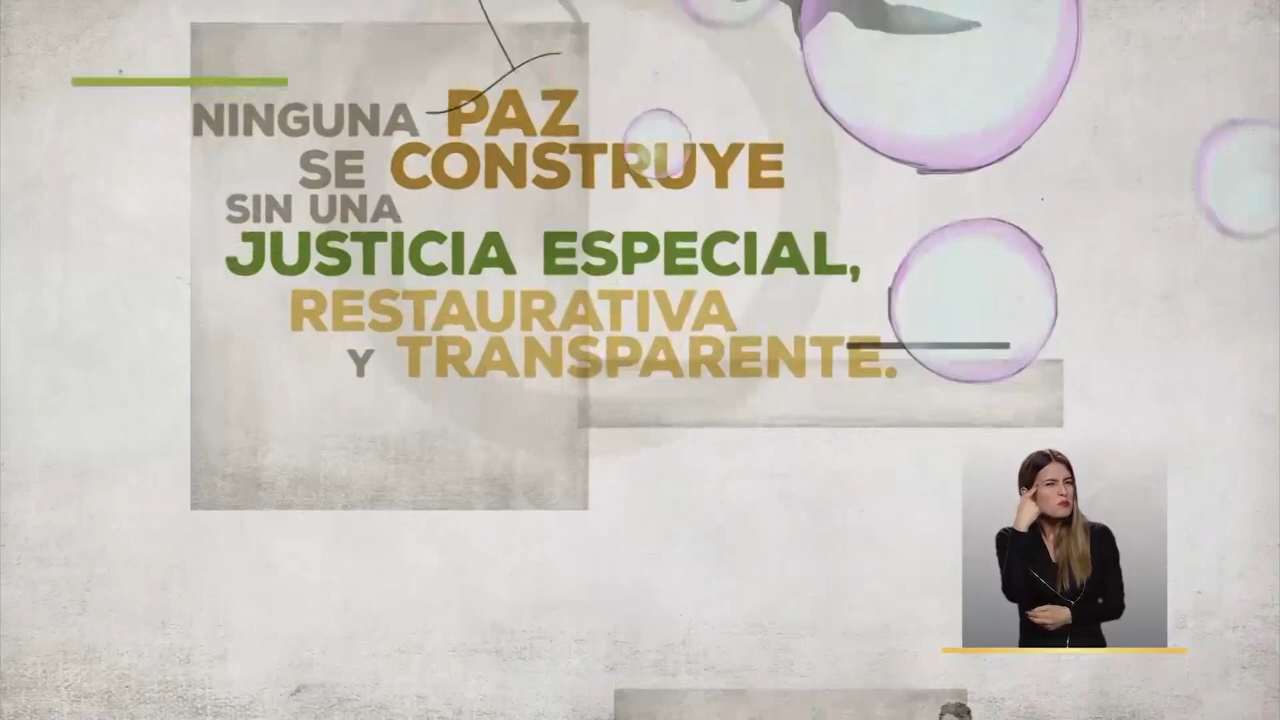 NINGUNA PAZ
SE CONSTRUYE
SIN UNA
JUSTICIA ESPECIAL,
RESTAURATIVA
Y TRANSPARENTE.